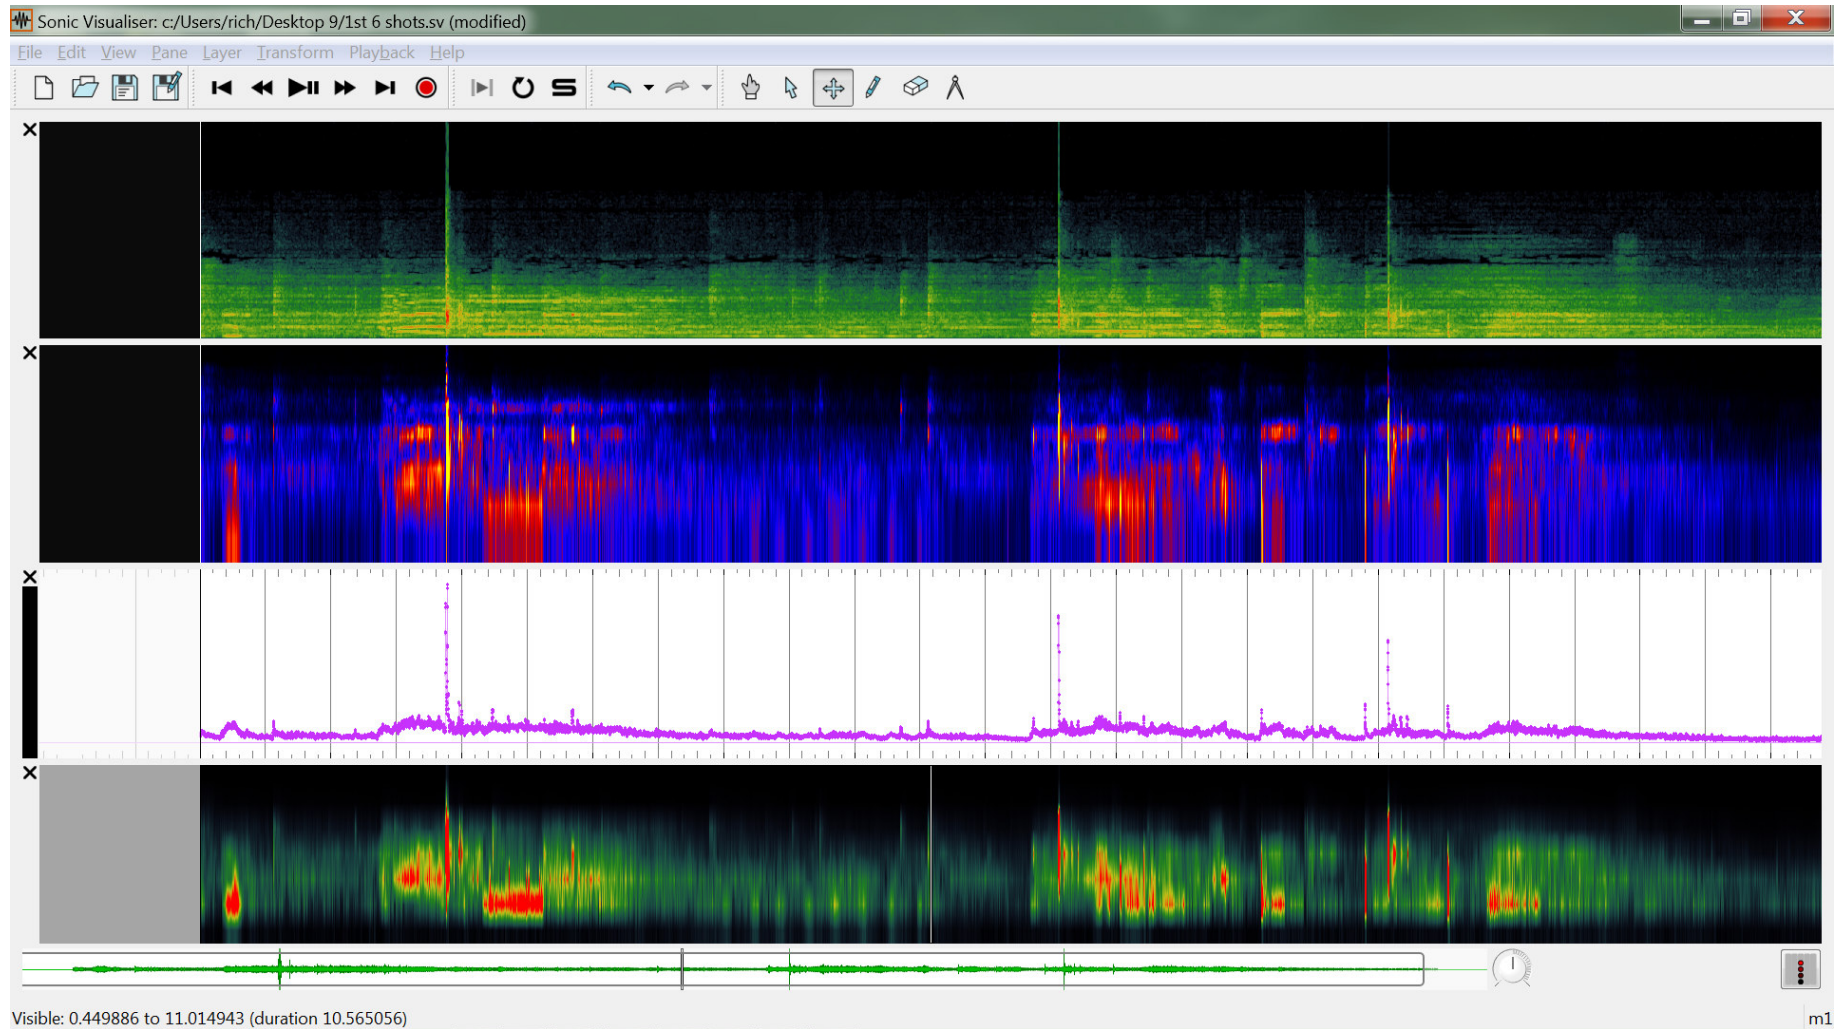 Sonic Visualiser: c:/Users/rich/Desktop 9/1st 6 shots.sv (modified)
File Edit View Pane Layer Transform Playback Help
Visible: 0.449886 to 11.014943 (duration 10.565056)
m1